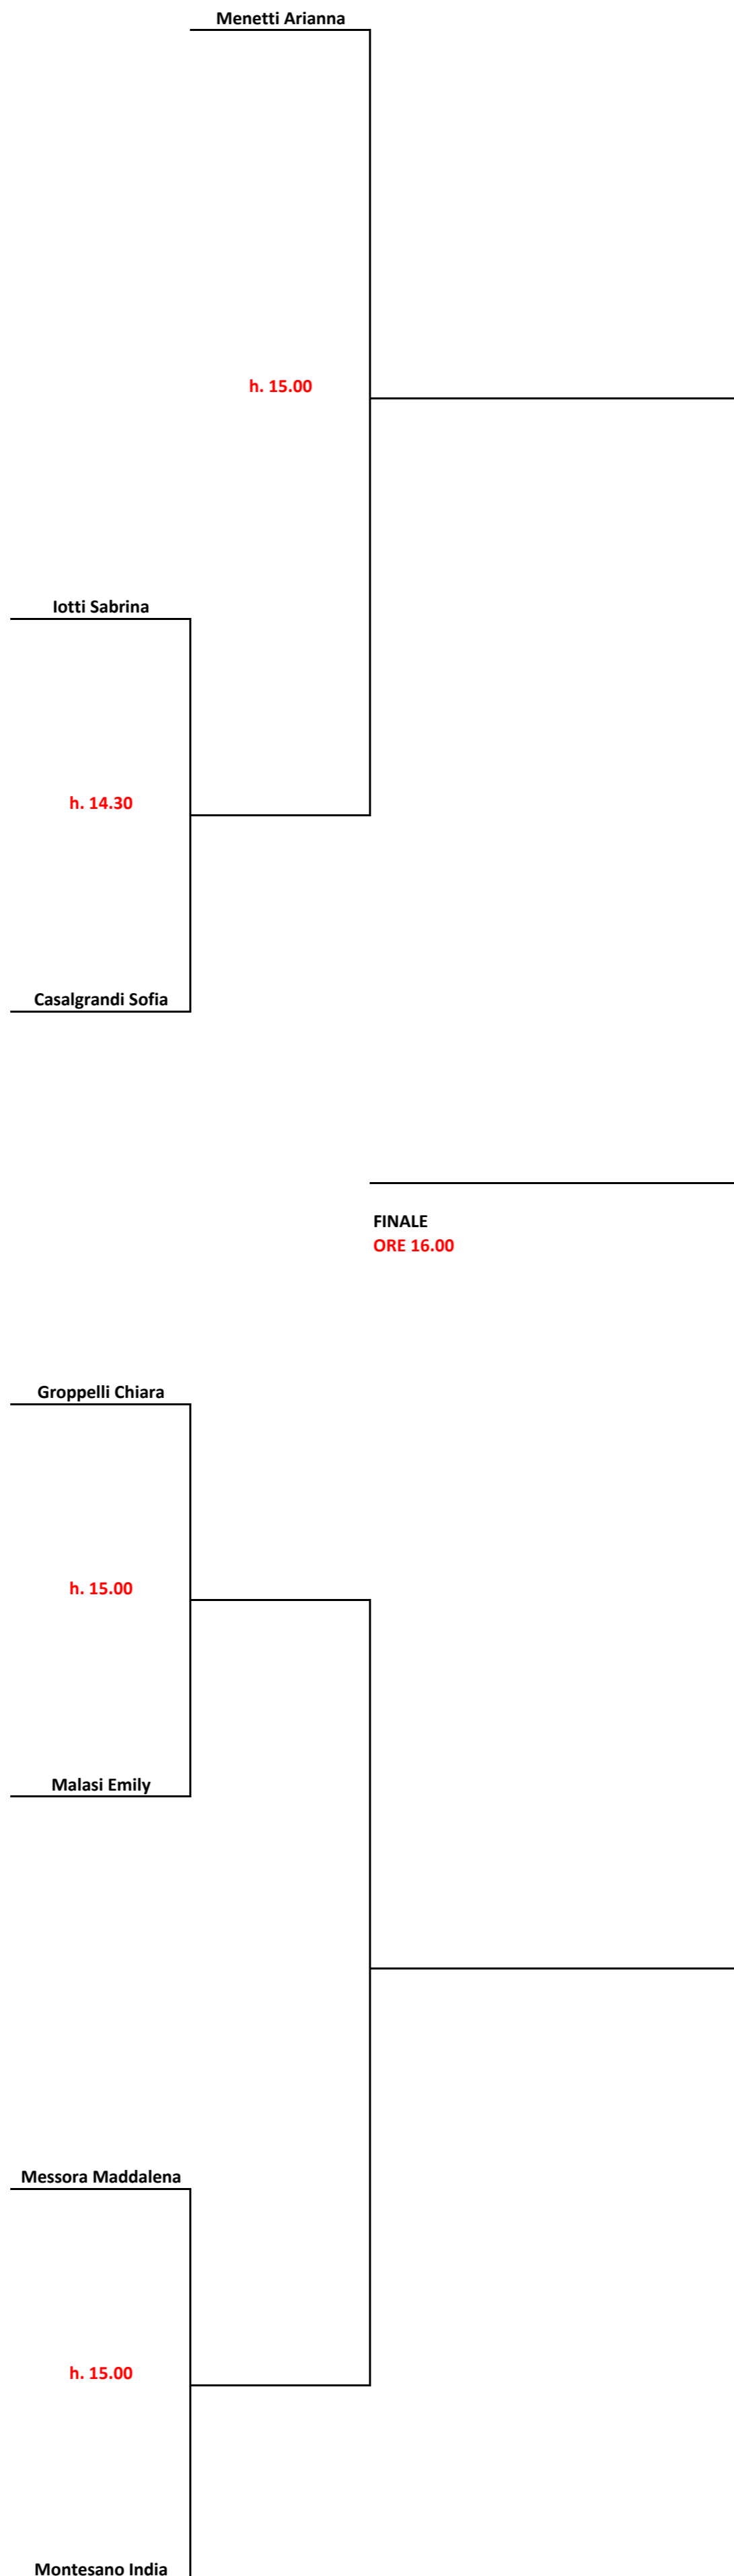 Menetti Arianna
h. 15.00
Iotti Sabrina
h. 14.30
Casalgrandi Sofia
FINALE
ORE 16.00
Groppelli Chiara
h. 15.00
Malasi Emily
Messora Maddalena
h. 15.00
Montesano India